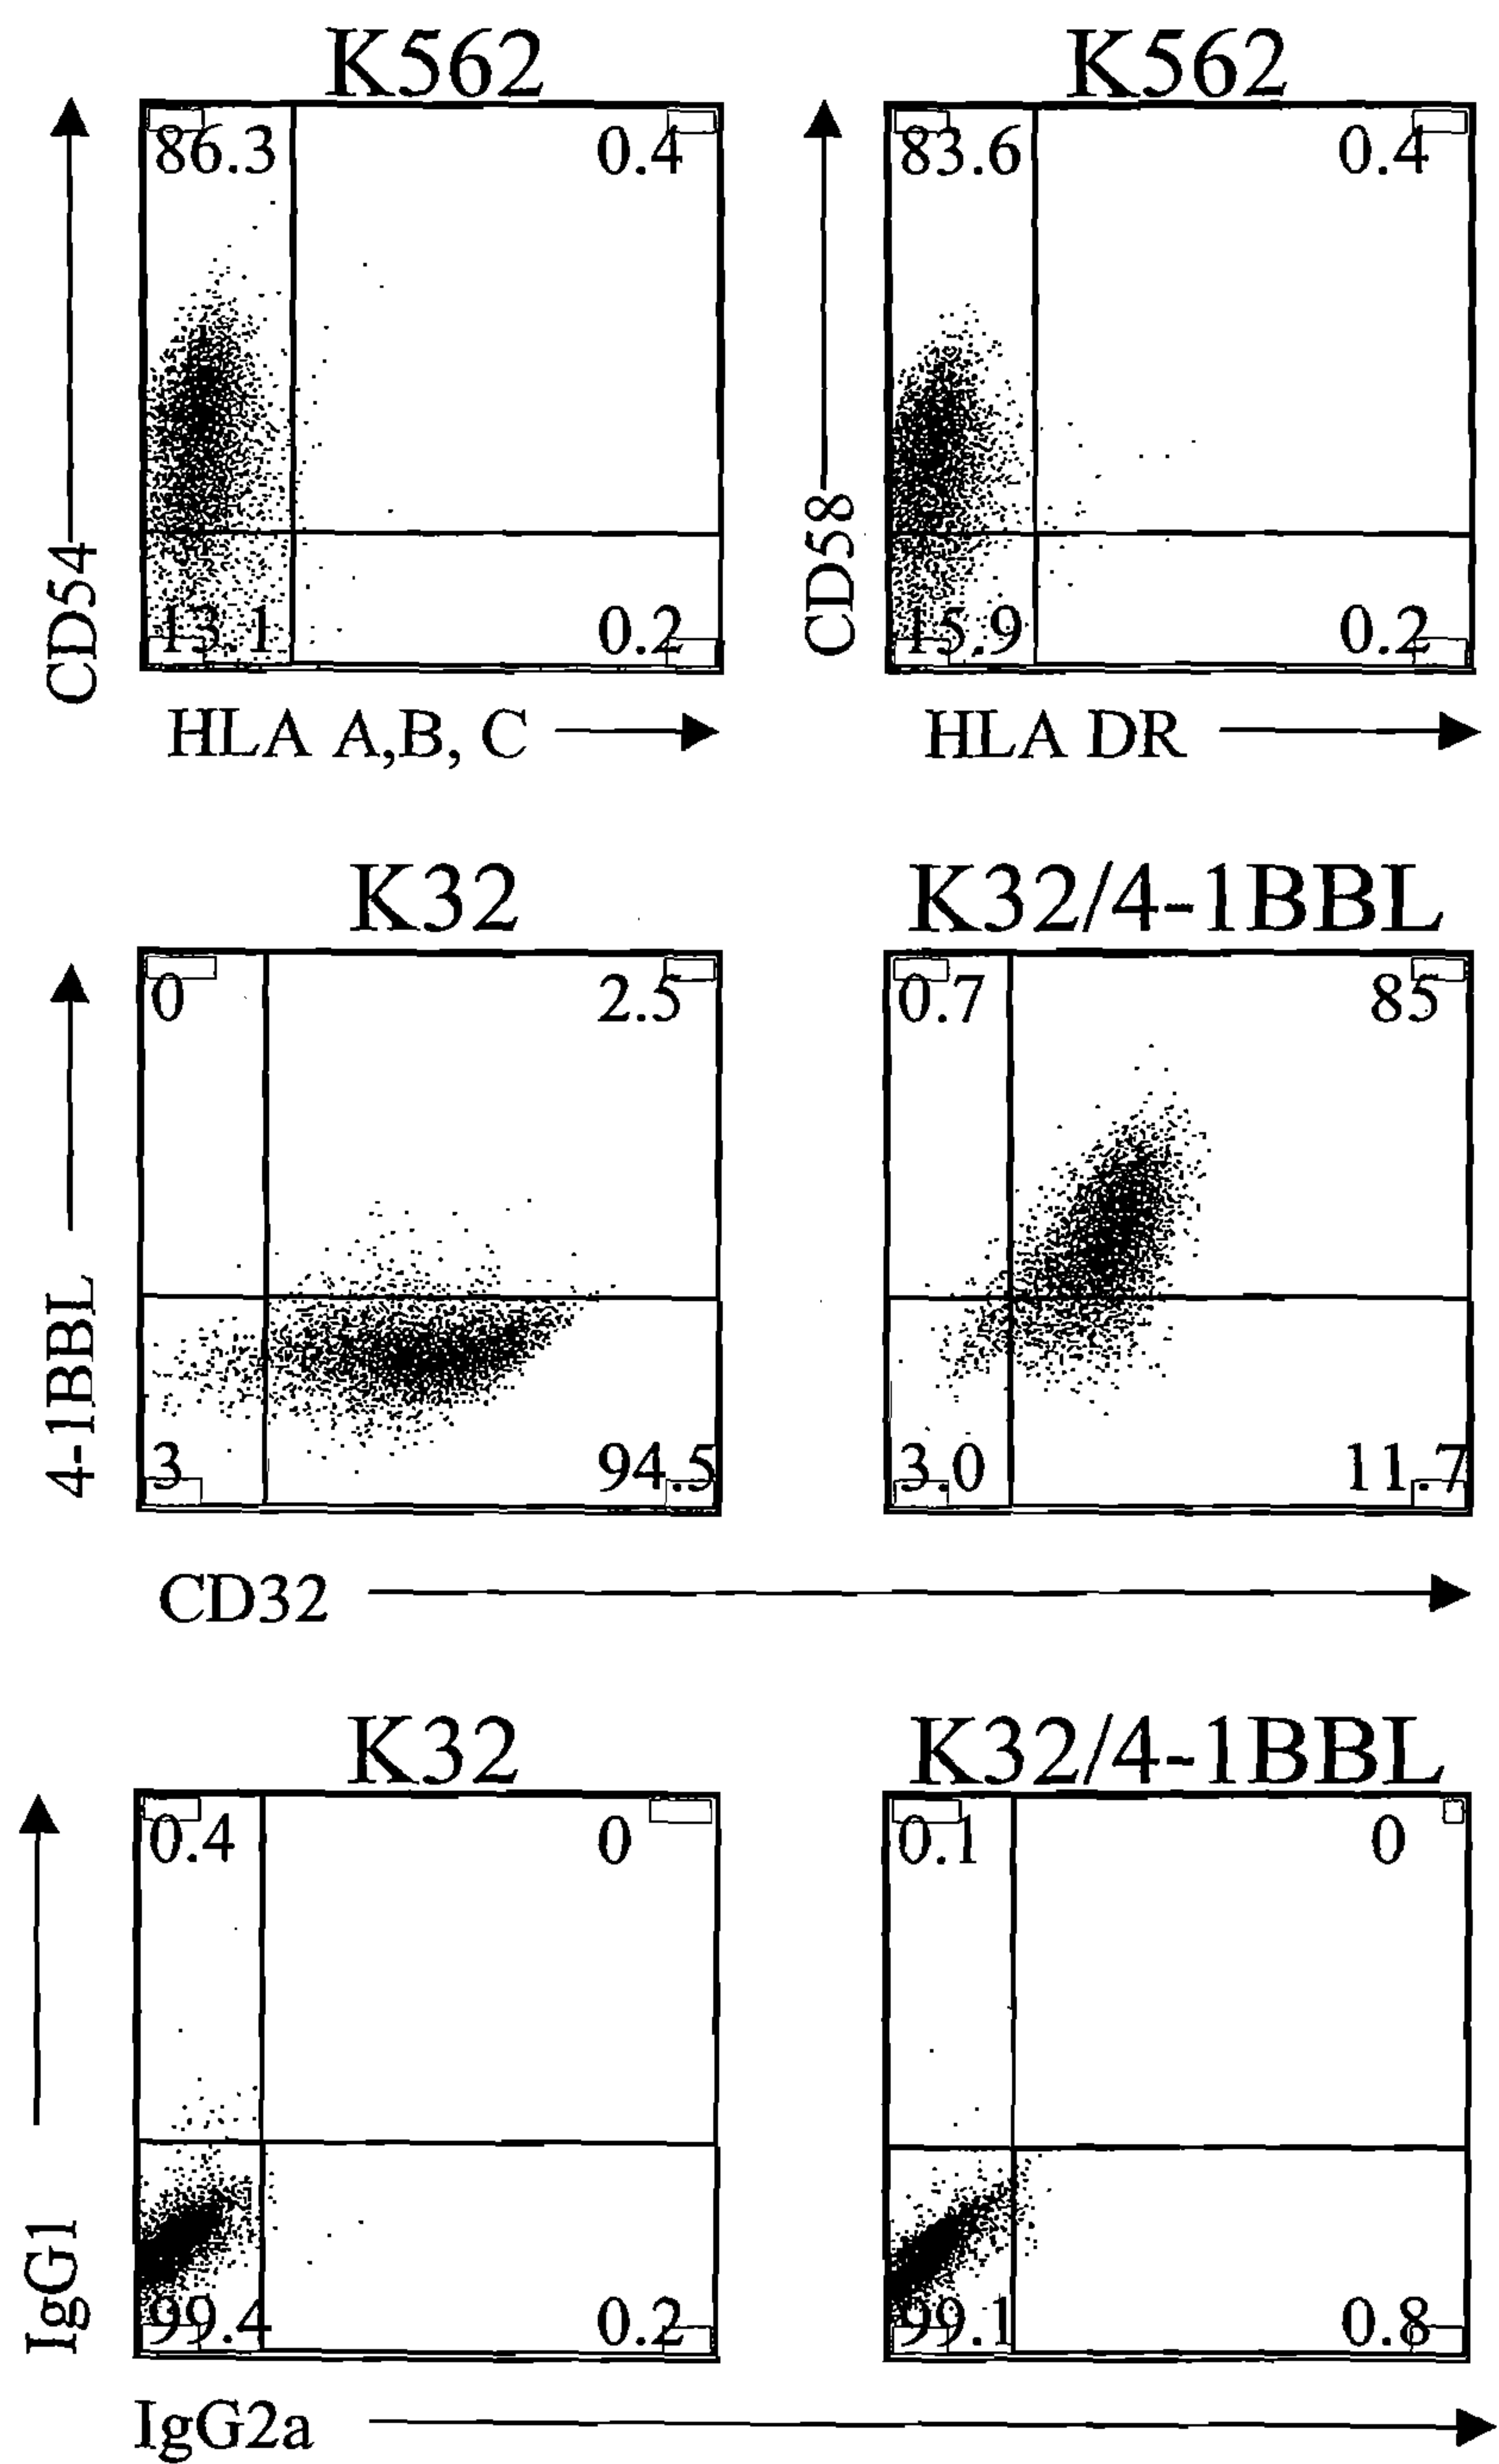 K562
K562
86.3
0.4
83.6
0.4
CD54
CD58
13.1
0.2
15.9
0.2
HLA A,B, C
HLA DR
K32
K32/4-1BBL
0
2.5
0.7
85
4-1BBL
3
94.5
3.0
11.7
CD32
K32
K32/4-1BBL
0.4
0
0.1
0
IgG1
99.4
0.2
99.1
0.8
IgG2a